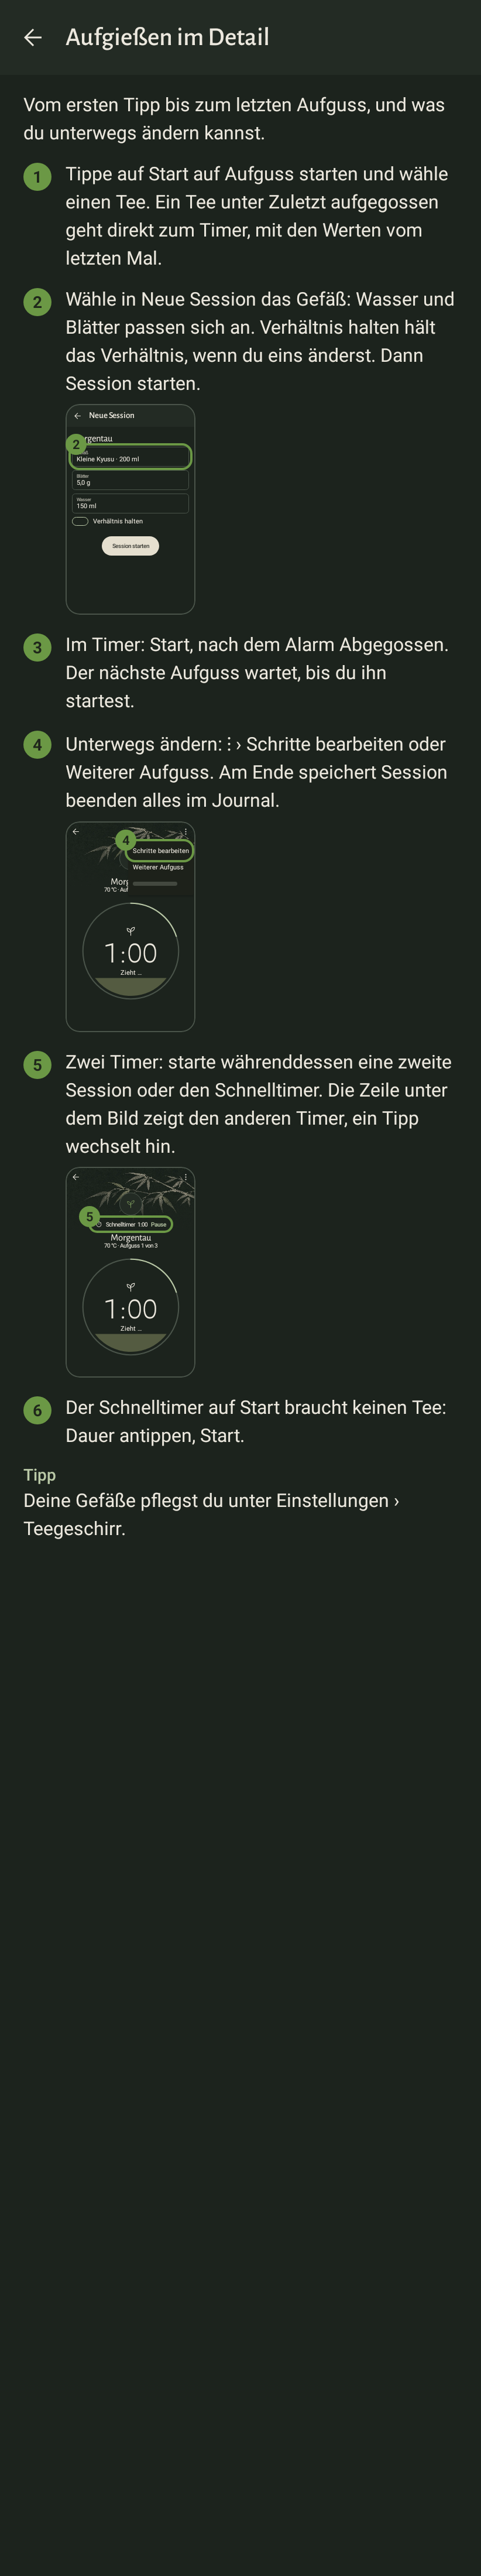 Aufgießen im Detail
Vom ersten Tipp bis zum letzten Aufguss, und was
du unterwegs ändern kannst.
1
Tippe auf Start auf Aufguss starten und wähle
einen Tee. Ein Tee unter Zuletzt aufgegossen
geht direkt zum Timer, mit den Werten vom
letzten Mal.
2
Wähle in Neue Session das Gefäß: Wasser und
Blätter passen sich an. Verhältnis halten hält
das Verhältnis, wenn du eins änderst. Dann
Session starten.
Neue Session
2
Kleine Kyusu · 200 ml
Blätter
5,0 g
Wasser
150 ml
Verhältnis halten
Session starten
3
Im Timer: Start, nach dem Alarm Abgegossen.
Der nächste Aufguss wartet, bis du ihn
startest.
4
Unterwegs ändern: ⋮ › Schritte bearbeiten oder
Weiterer Aufguss. Am Ende speichert Session
beenden alles im Journal.
4
Schritte bearbeiten
Weiterer Aufguss
70 °C · Auf
1:00
Zieht …
5
Zwei Timer: starte währenddessen eine zweite
Session oder den Schnelltimer. Die Zeile unter
dem Bild zeigt den anderen Timer, ein Tipp
wechselt hin.
5
Schnelltimer 1:00 Pause
Morgentau
70 °C · Aufguss 1 von 3
1:00
Zieht …
6
Der Schnelltimer auf Start braucht keinen Tee:
Dauer antippen, Start.
Tipp
Deine Gefäße pflegst du unter Einstellungen ›
Teegeschirr.